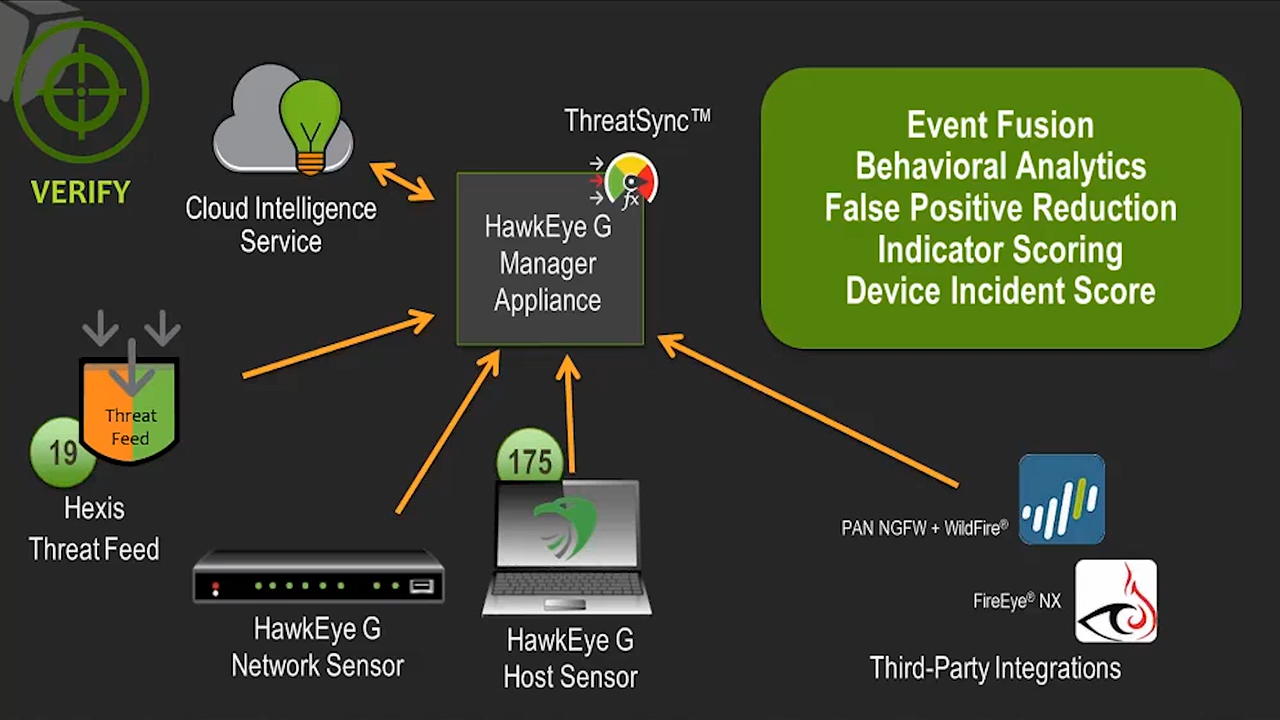 VERIFY
Cloud Intelligence
Service
ThreatSync™
fx
HawkEye G
Manager
Appliance
Event Fusion
Behavioral Analytics
False Positive Reduction
Indicator Scoring
Device Incident Score
Threat
Feed
19
Hexis
Threat Feed
HawkEye G
Network Sensor
175
HawkEye G
Host Sensor
PAN NGFW + WildFire®
FireEye® NX
Third-Party Integrations